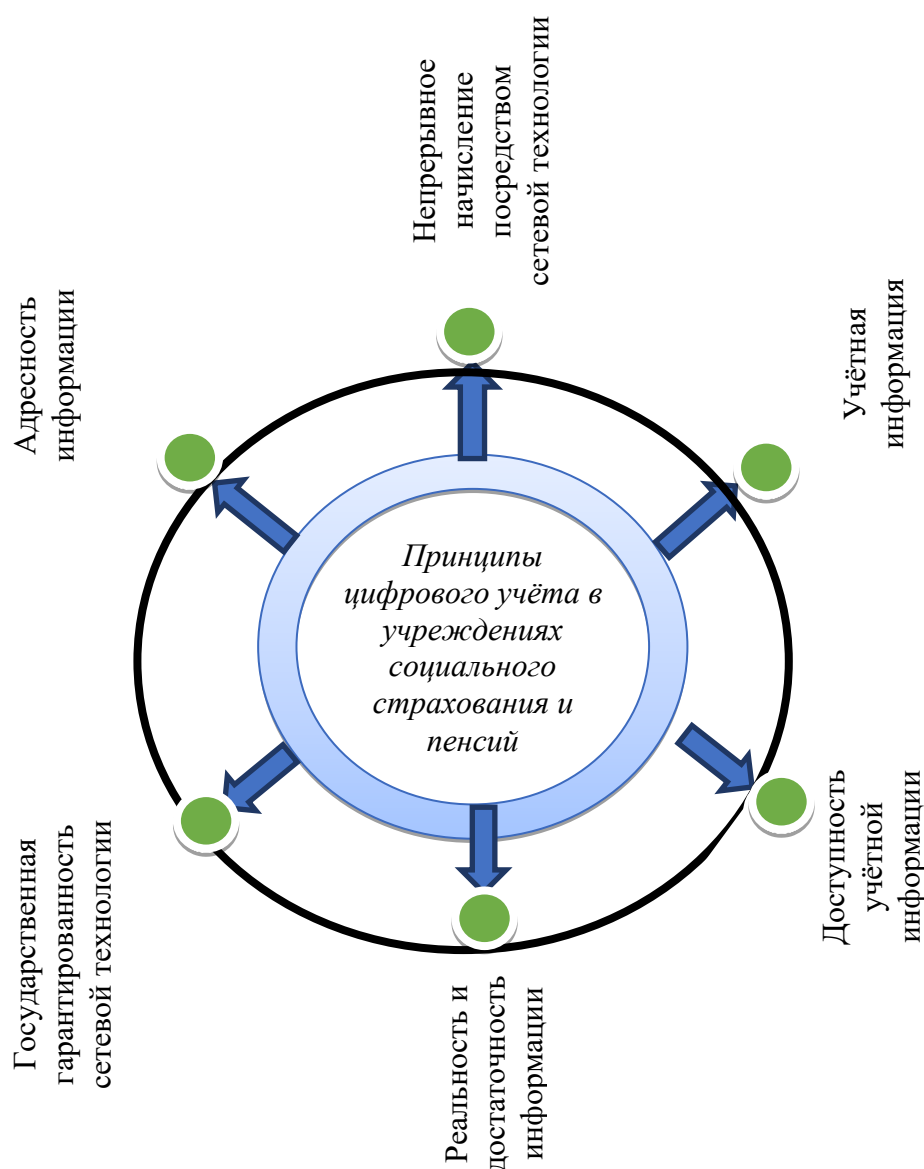 Непрерывное
начисление
посредством
сетевой технологии
Адресность
информации
Учётная
информация
Принципы
цифрового учёта в
учреждениях
социального
страхования и
пенсий
Государственная
гарантированность
сетевой технологии
Реальность и
достаточность
информации
Доступность
учётной
информации